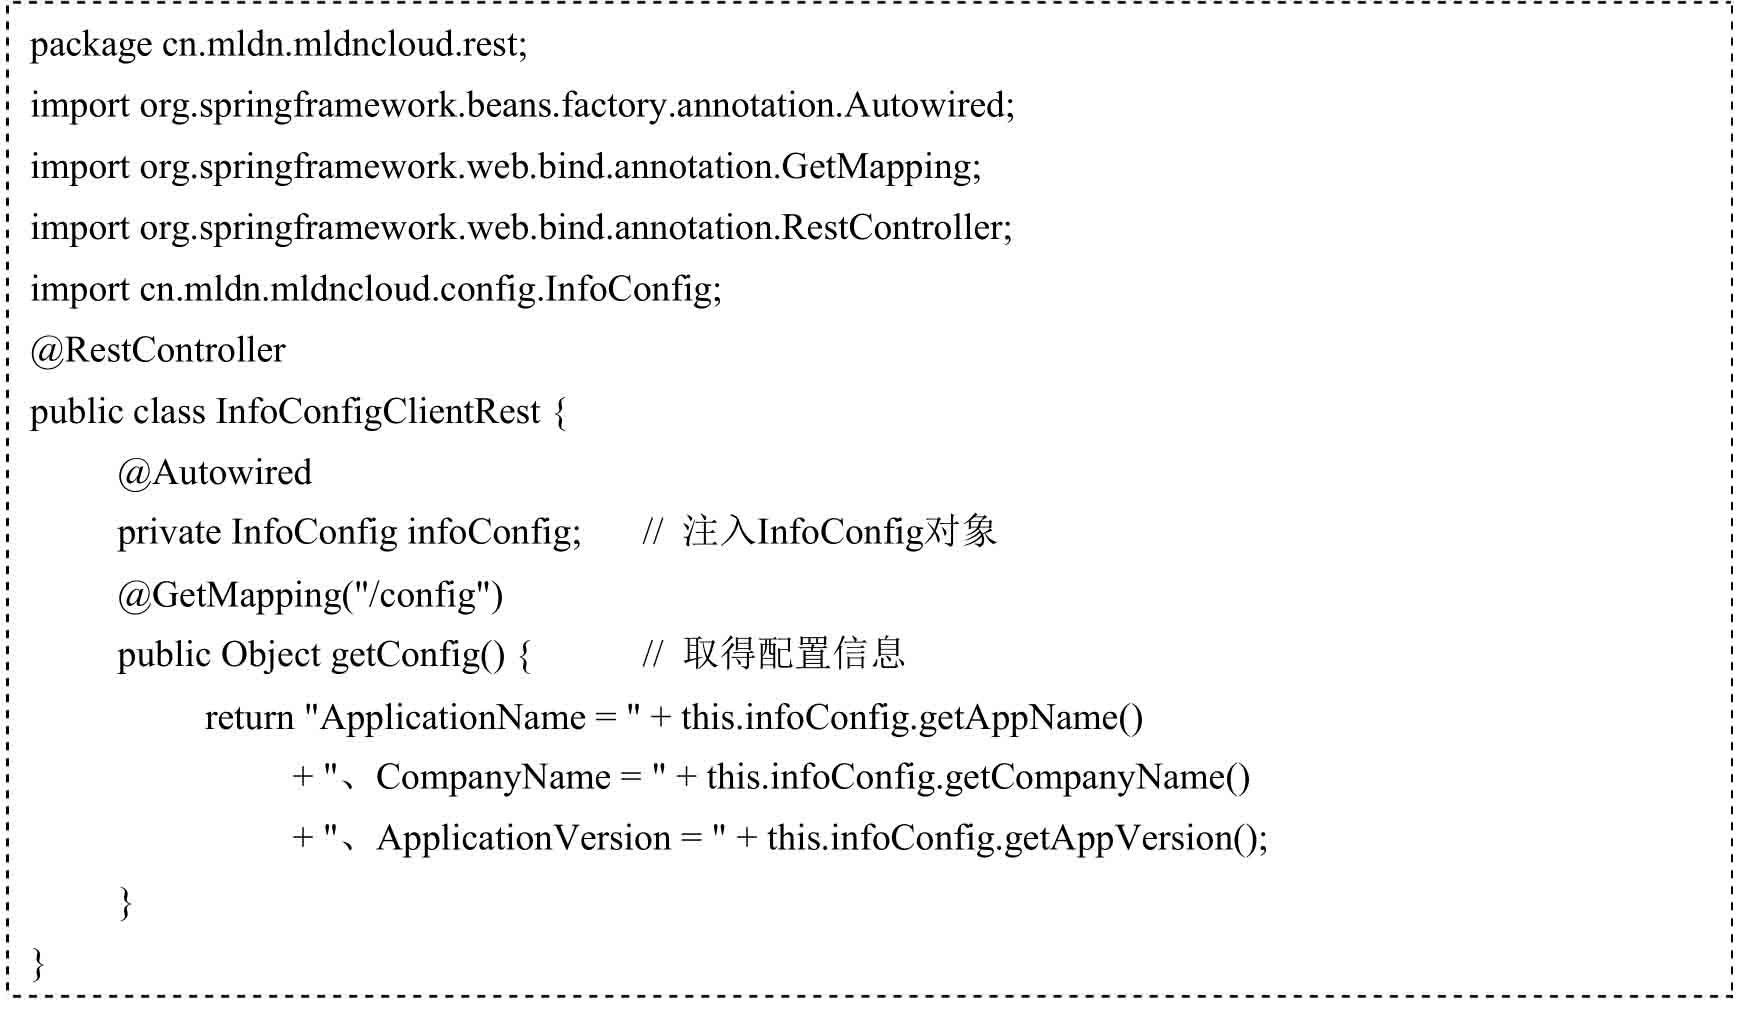 package cn.mldn.mldncloud.rest;
import org.springframework.beans.factory.annotation.Autowired;
import org.springframework.web.bind.annotation.GetMapping;
import org.springframework.web.bind.annotation.RestController;
import cn.mldn.mldncloud.config.InfoConfig;
@RestController
public class InfoConfigClientRest {
@Autowired
private InfoConfig infoConfig; // 注入InfoConfig对象
@GetMapping("/config")
public Object getConfig() { // 取得配置信息
return "ApplicationName = " + this.infoConfig.getAppName()
+ "、CompanyName = " + this.infoConfig.getCompanyName()
+ "、ApplicationVersion = " + this.infoConfig.getAppVersion();
}
}